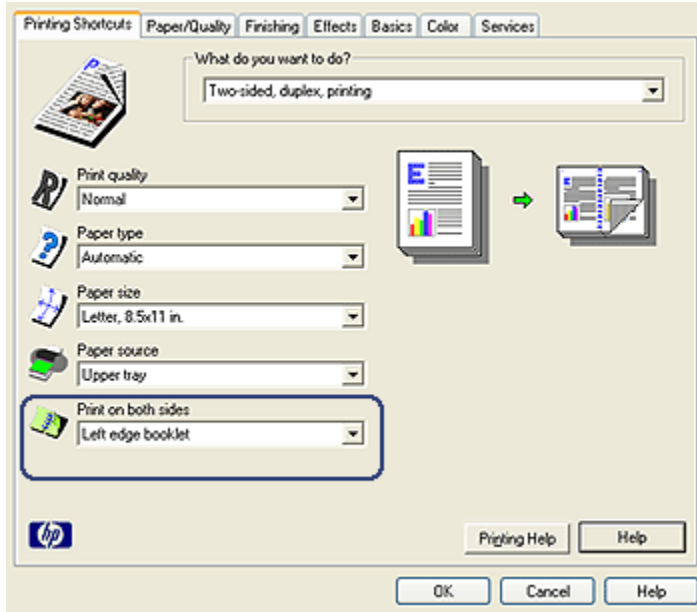 Printing Shortcuts Paper/Quality Finishing Effects Basics Color Services
What do you want to do?
Two-sided, duplex, printing
Print quality
Normal
Paper type
Automatic
Paper size
Letter, 8.5x11 in.
Paper source
Upper tray
Print on both sides
Left edge booklet
hp
Printing Help Help
OK Cancel Help